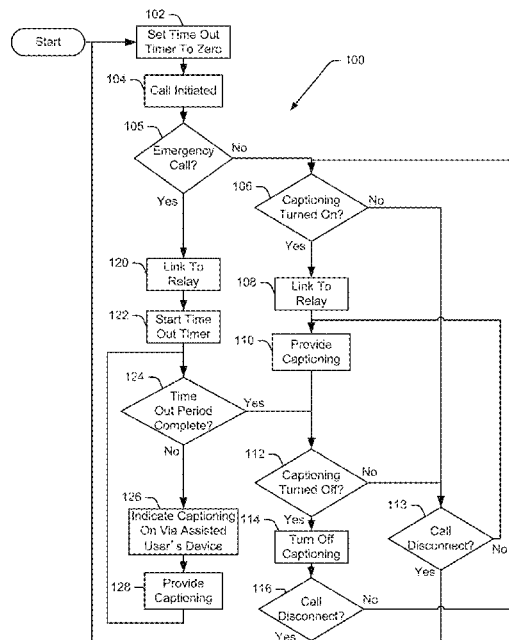 Start
102
Set Time Out
Timer To Zero
104
Call Initiated
100
105
Emergency
Call?
No
Yes
106
Captioning
Turned On?
No
Yes
120
Link To
Relay
108
Link To
Relay
122
Start Time
Out Timer
110
Provide
Captioning
124
Time
Out Period
Complete?
Yes
No
112
Captioning
Turned Off?
No
Yes
113
Call
Disconnect?
No
Yes
126
Indicate Captioning
On Via Assisted
User's Device
114
Turn Off
Captioning
128
Provide
Captioning
116
Call
Disconnect?
No
Yes